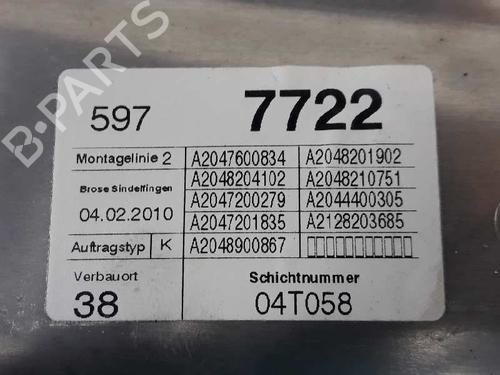 597 7722
Montagelinie 2 A2047600834 A2048201902
Brose Sindelfingen A2048204102 A2048210751
04.02.2010 A2047200279 A2044400305
A2047201835 A2128203685
Auftragstyp K A2048900867
Verbauort Schichtnummer
38 04T058
B-PARTS